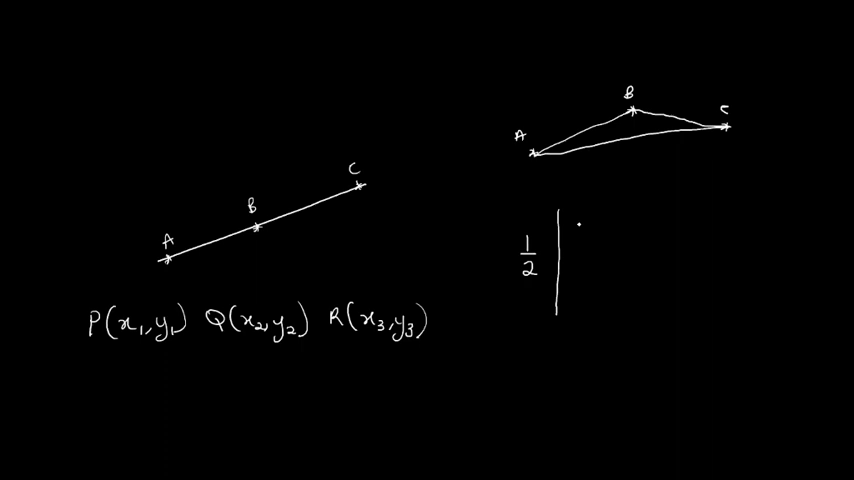 A B C
P(x₁,y₁) Q(x₂,y₂) R(x₃,y₃)
A B C
1/2 |